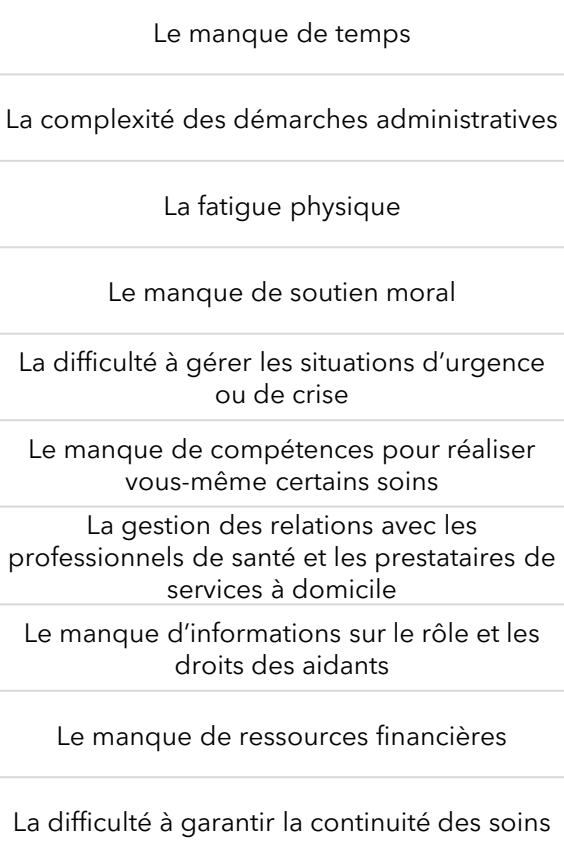 Le manque de temps
La complexité des démarches administratives
La fatigue physique
Le manque de soutien moral
La difficulté à gérer les situations d’urgence
ou de crise
Le manque de compétences pour réaliser
vous-même certains soins
La gestion des relations avec les
professionnels de santé et les prestataires de
services à domicile
Le manque d’informations sur le rôle et les
droits des aidants
Le manque de ressources financières
La difficulté à garantir la continuité des soins